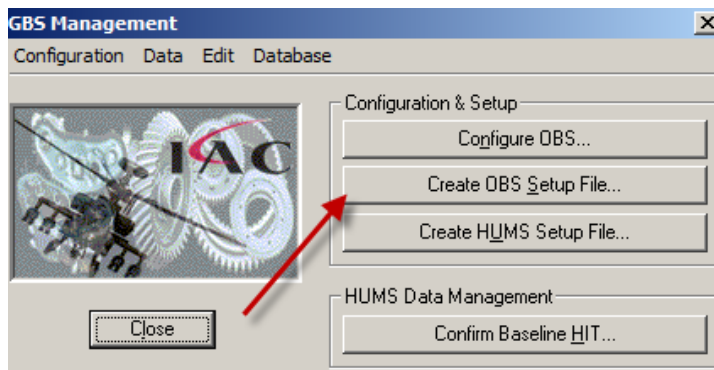 GBS Management
Configuration Data Edit Database
IAC
Close
Configuration & Setup
Configure OBS...
Create OBS Setup File...
Create HUMS Setup File...
HUMS Data Management
Confirm Baseline HIT...